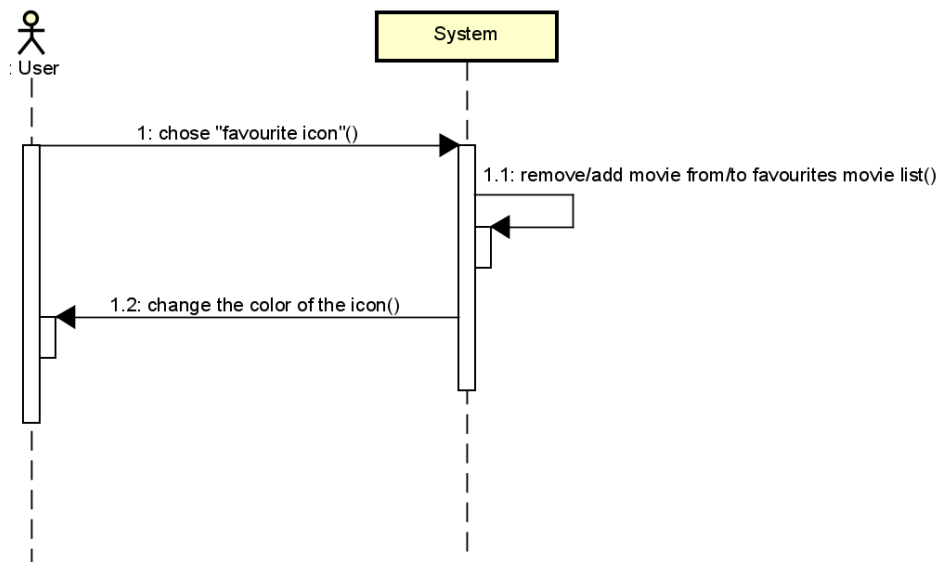 System
: User
1: chose "favourite icon"()
1.1: remove/add movie from/to favourites movie list()
1.2: change the color of the icon()